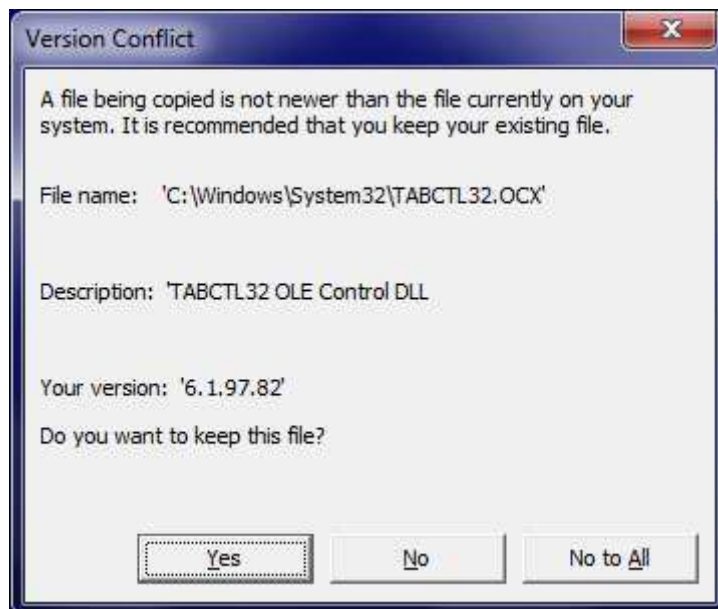 Version Conflict
A file being copied is not newer than the file currently on your
system. It is recommended that you keep your existing file.
File name: 'C:\Windows\System32\TABCTL32.OCX'
Description: 'TABCTL32 OLE Control DLL
Your version: '6.1.97.82'
Do you want to keep this file?
Yes No No to All